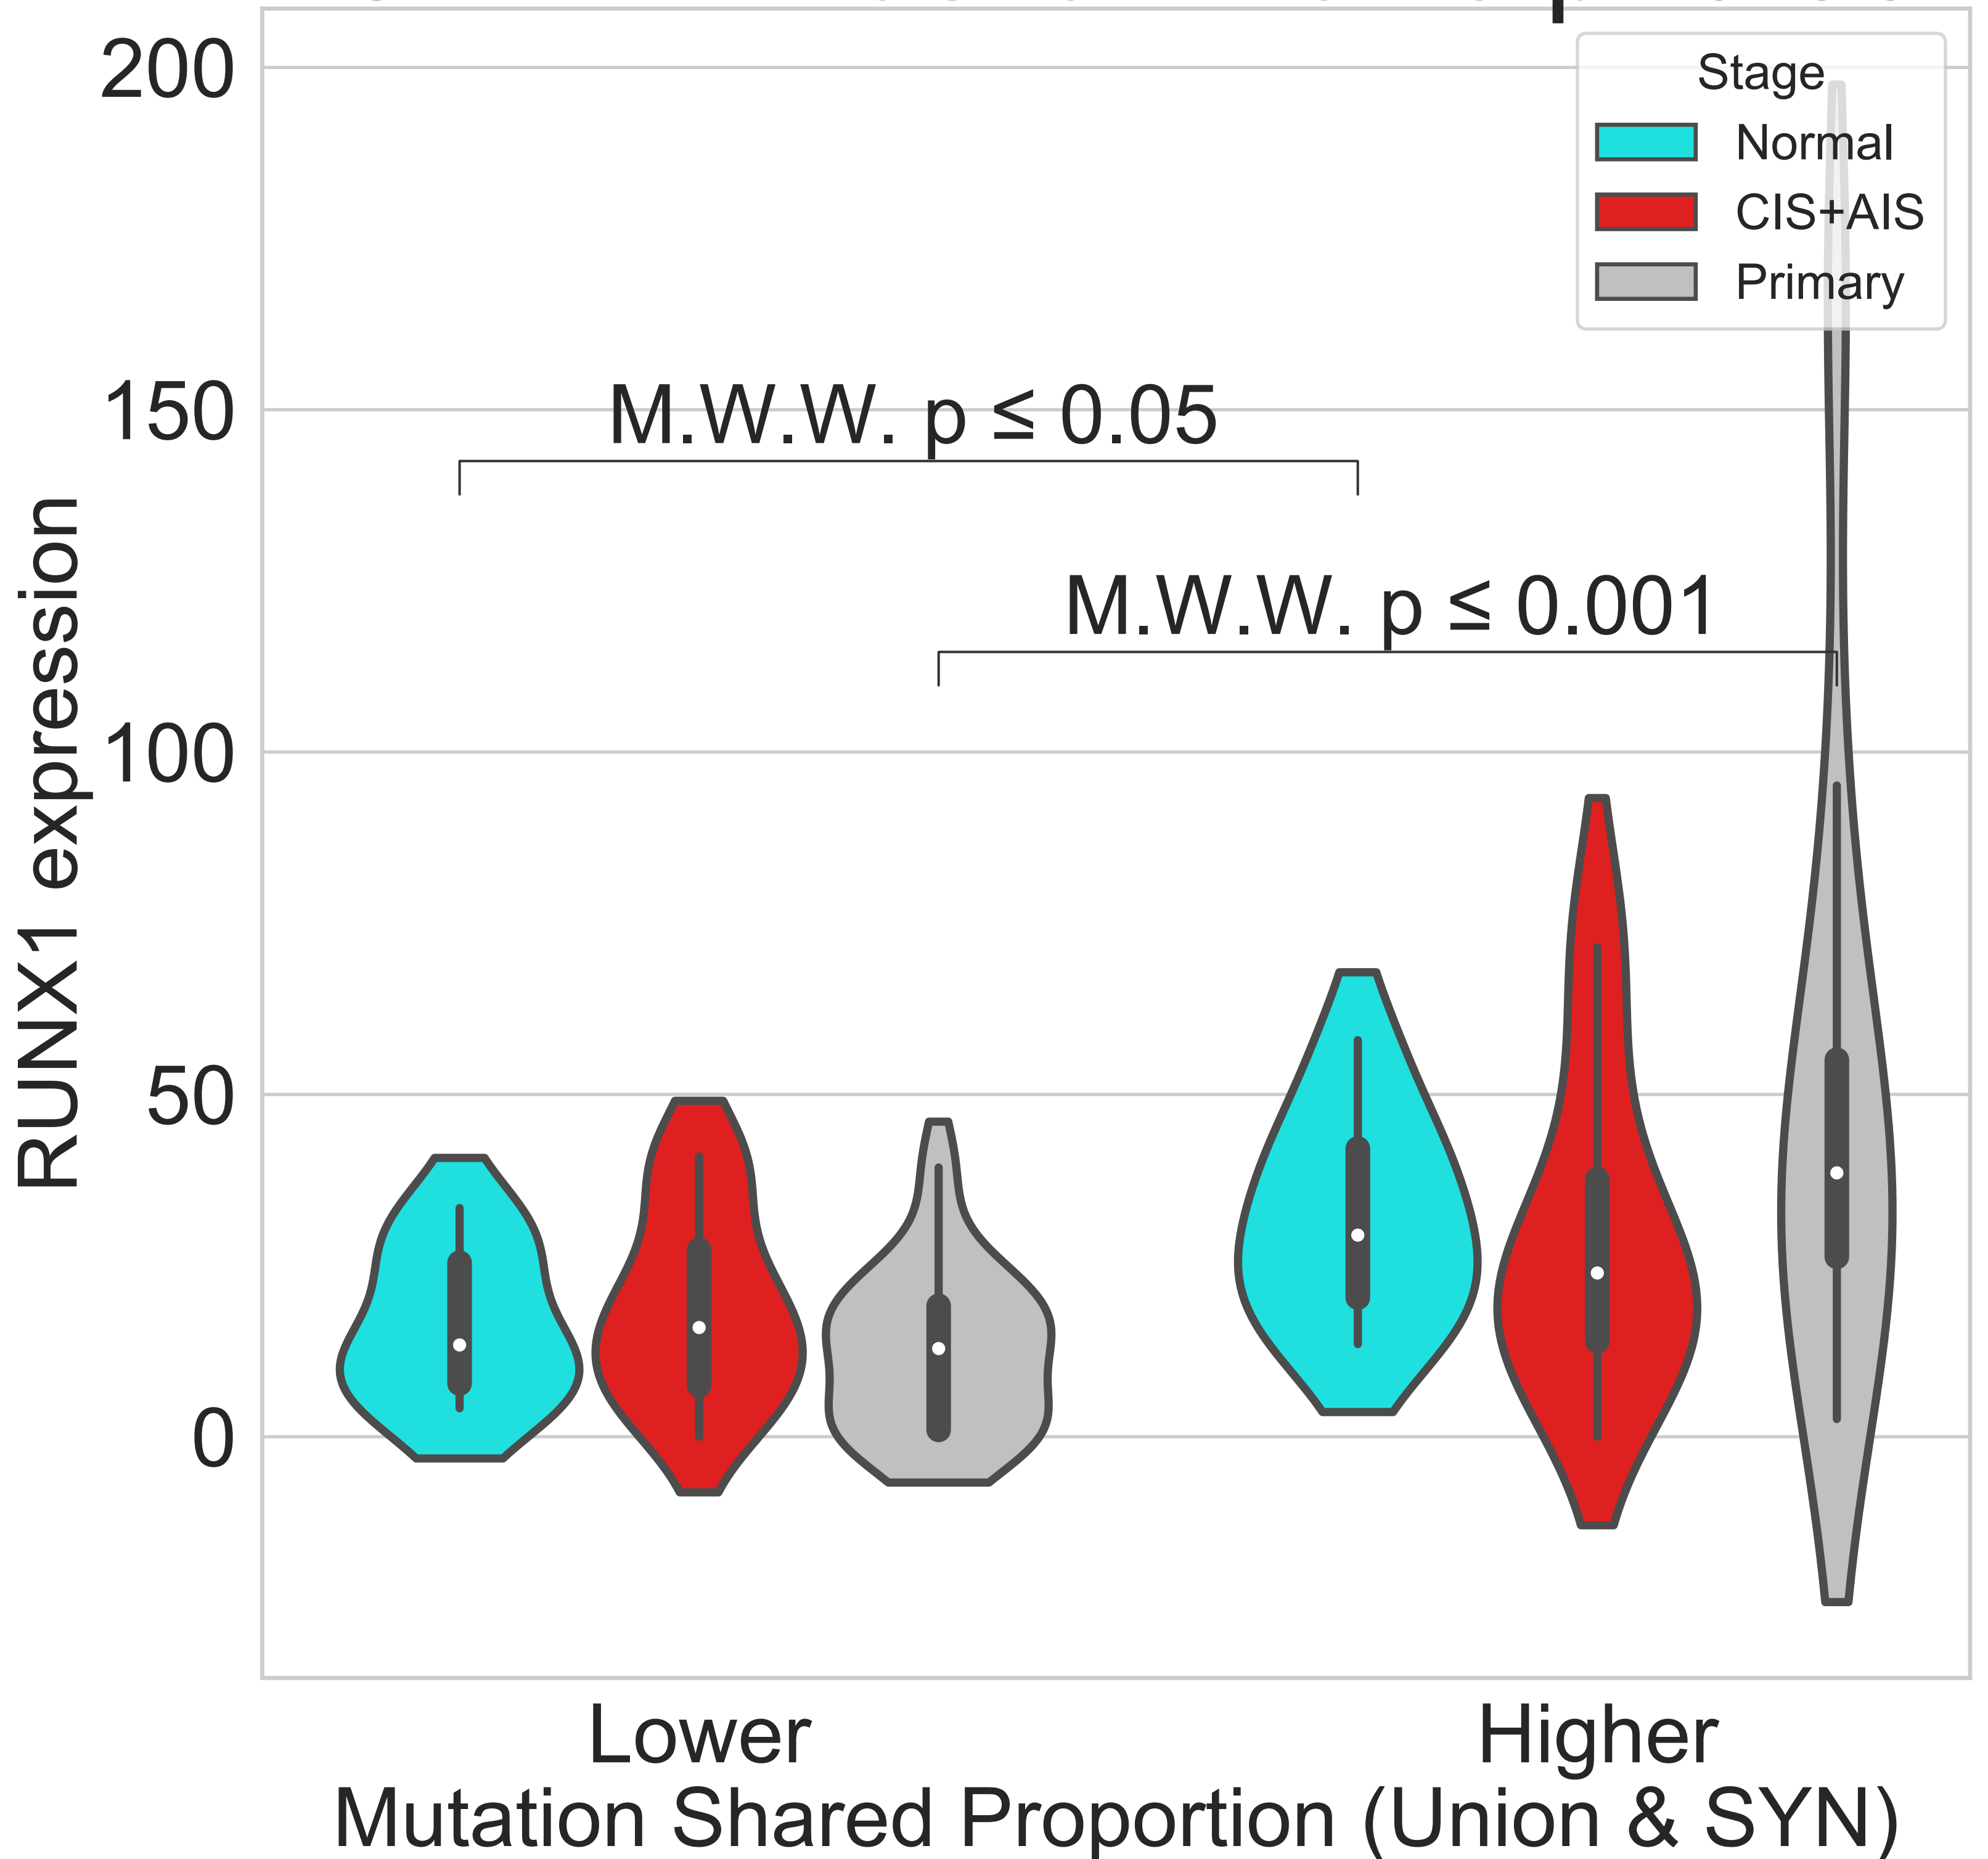 200
150
100
50
0
RUNX1 expression
Stage
Normal
CIS+AIS
Primary
M.W.W. p ≤ 0.05
M.W.W. p ≤ 0.001
Lower
Higher
Mutation Shared Proportion (Union & SYN)